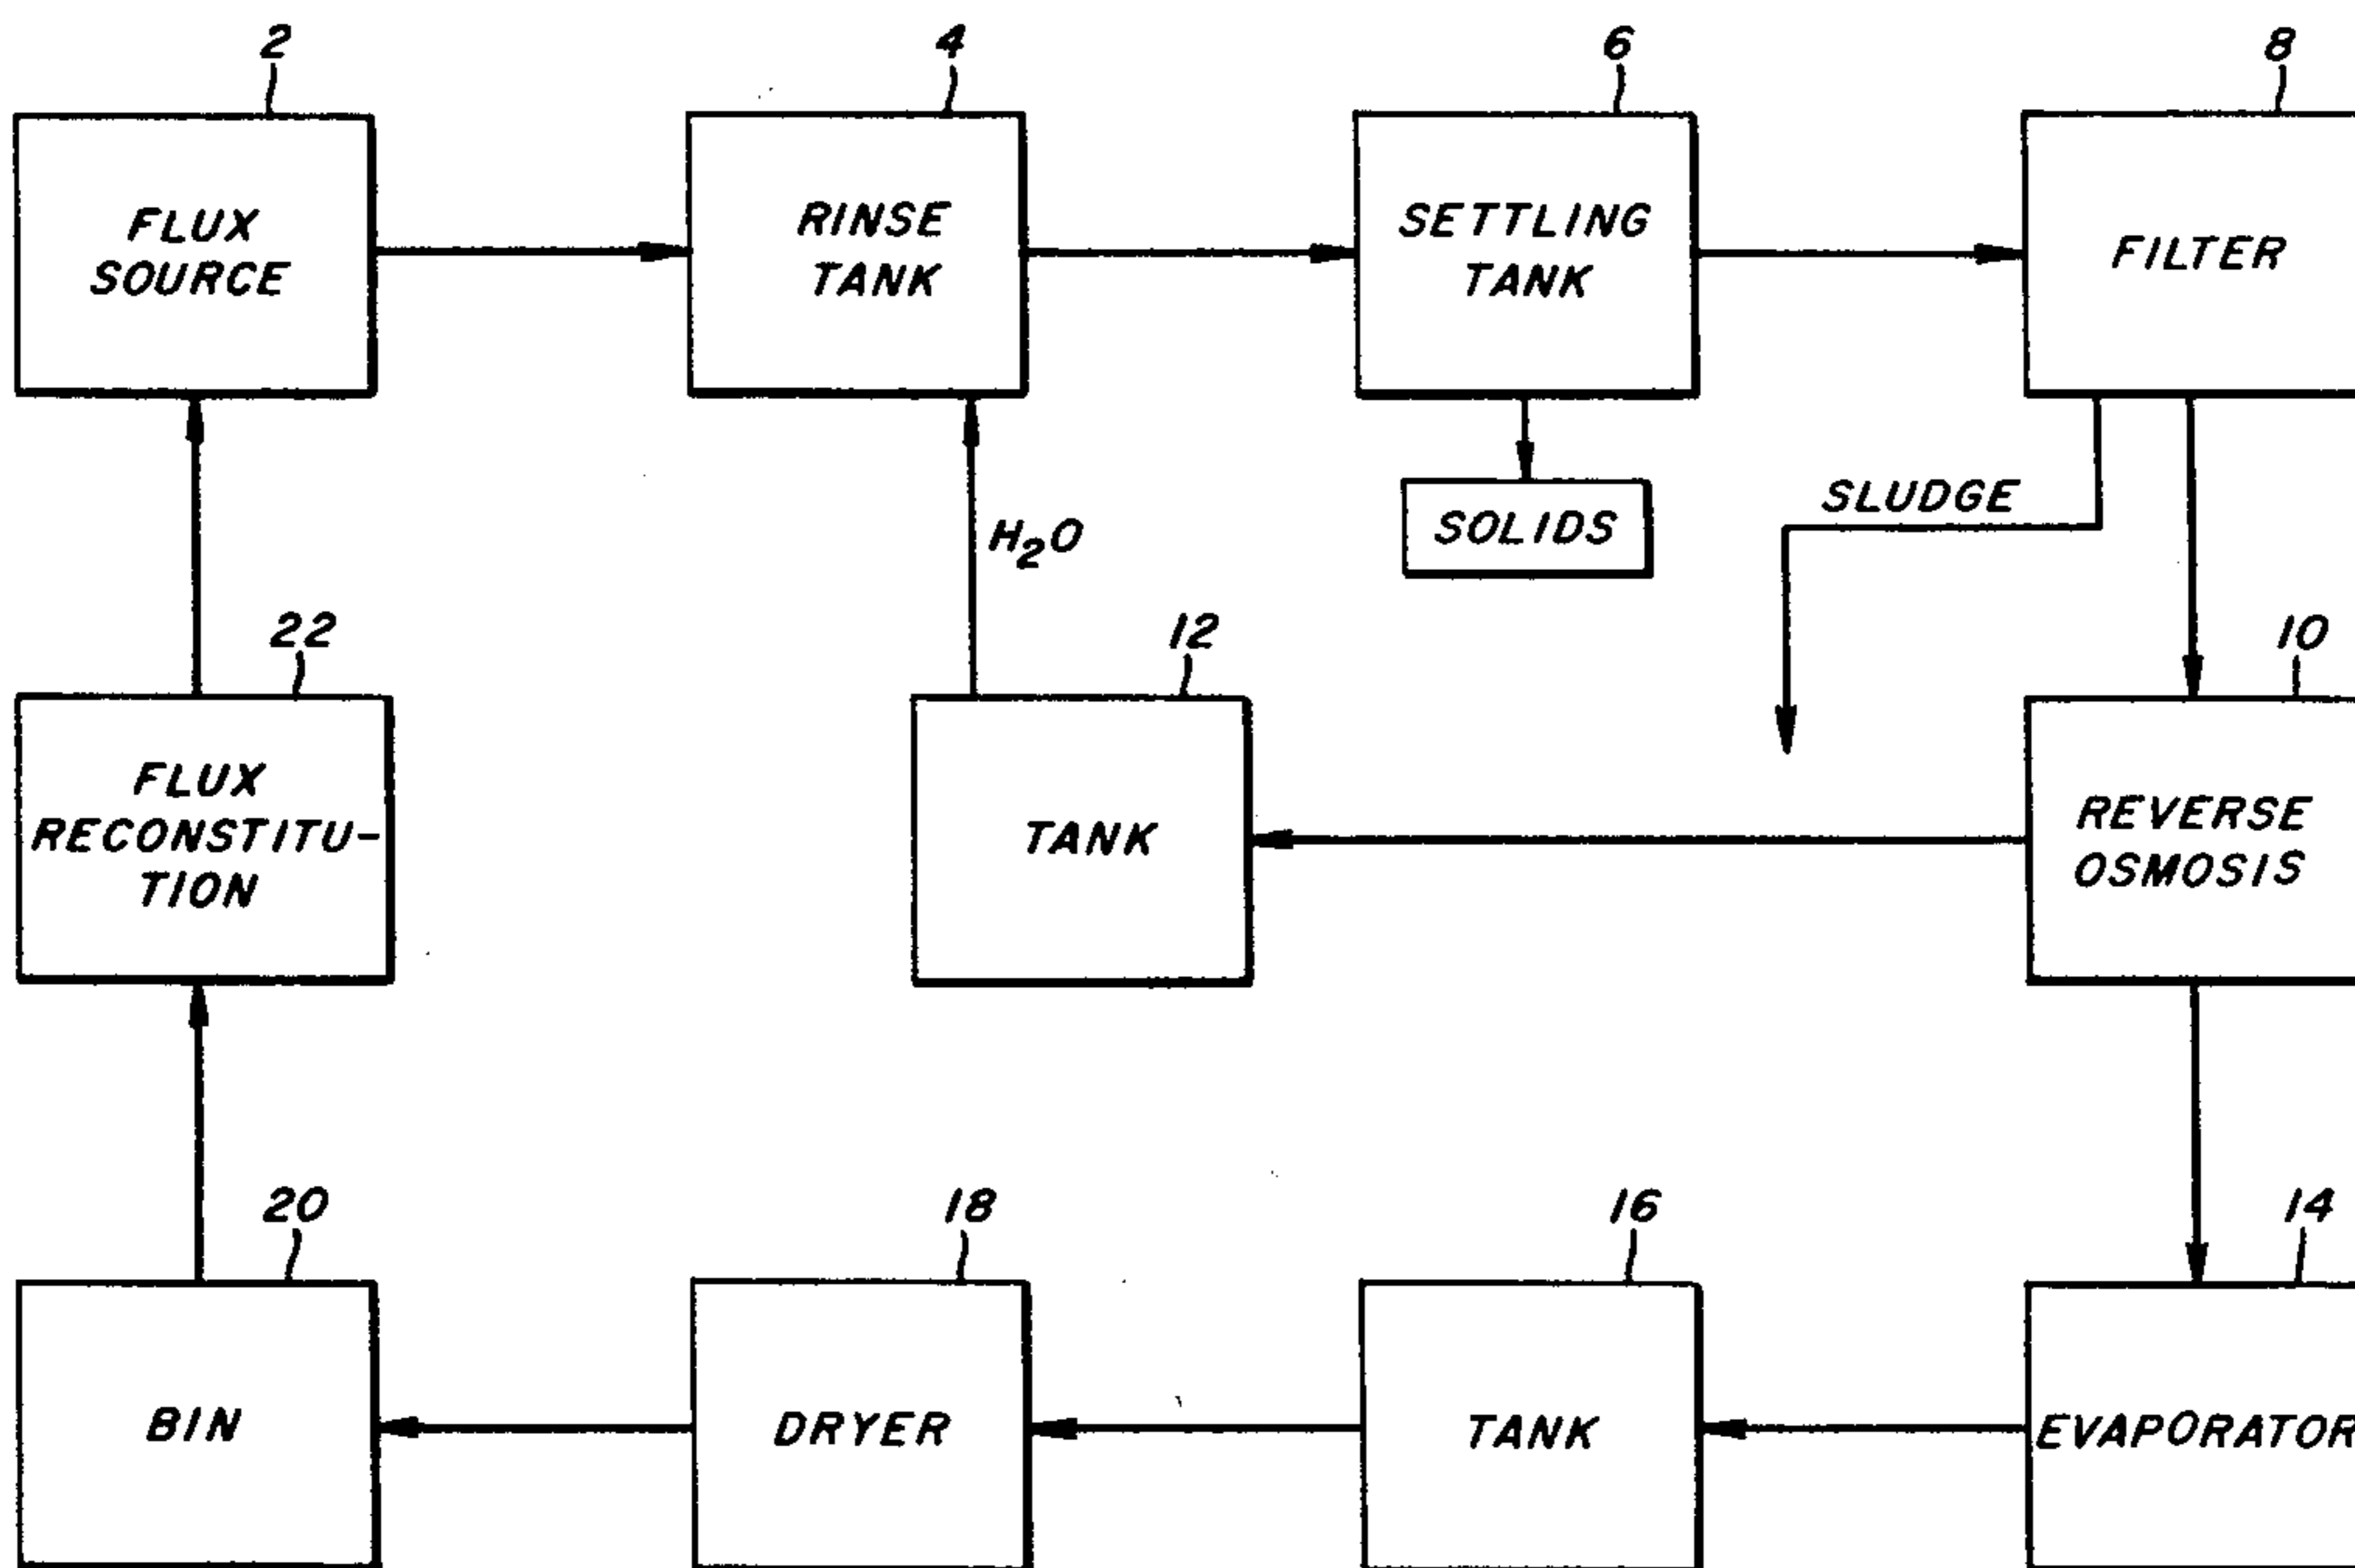 2
4
6
8
FLUX
SOURCE
RINSE
TANK
SETTLING
TANK
FILTER
SOLIDS
SLUDGE
H₂O
22
12
10
FLUX
RECONSTITU-
TION
TANK
REVERSE
OSMOSIS
20
18
16
14
BIN
DRYER
TANK
EVAPORATOR